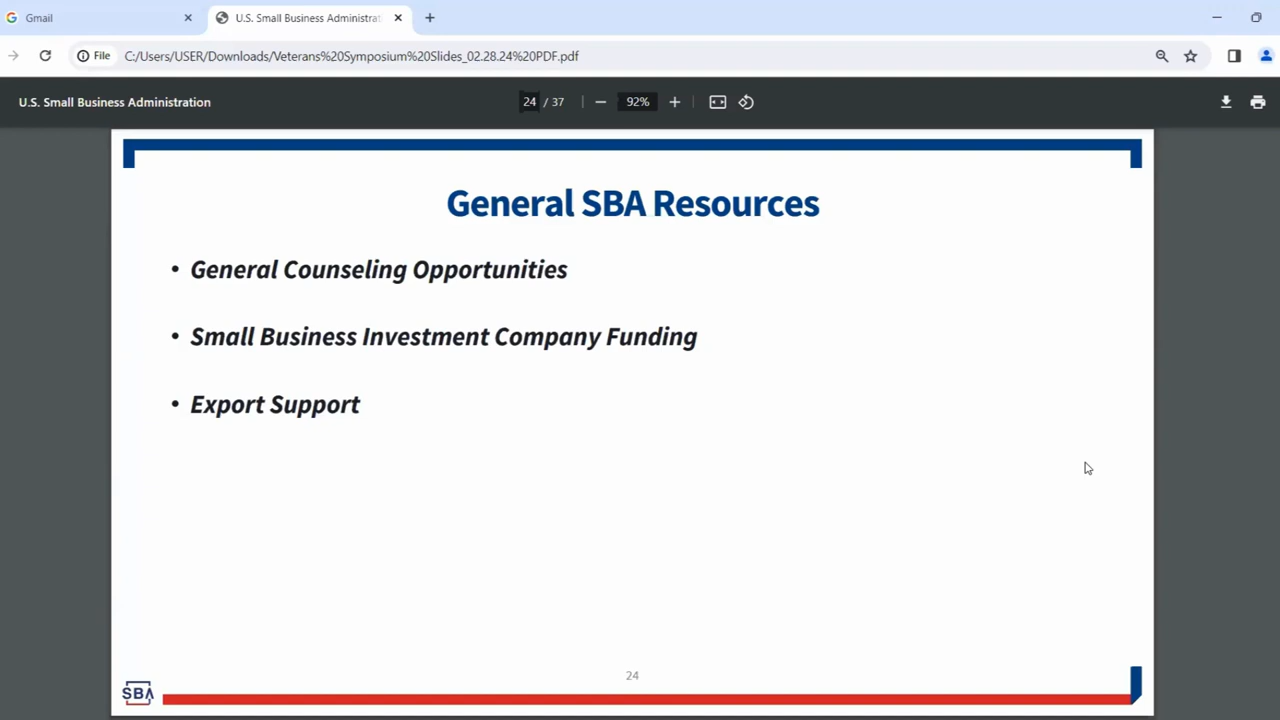 Gmail
U.S. Small Business Administrat
File
C:/Users/USER/Downloads/Veterans%20Symposium%20Slides_02.28.24%20PDF.pdf
U.S. Small Business Administration
24 / 37
92%
General SBA Resources
• General Counseling Opportunities
• Small Business Investment Company Funding
• Export Support
24
SBA